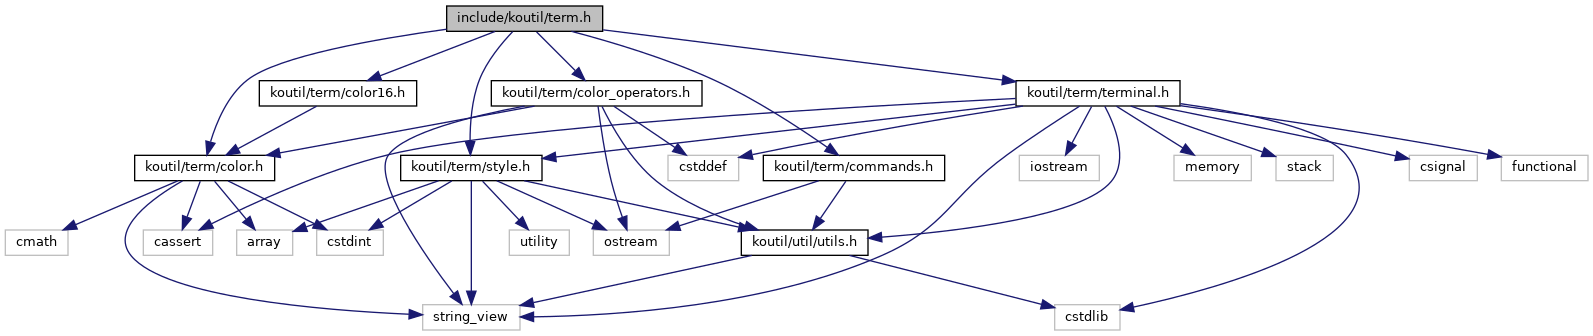 include/koutil/term.h
koutil/term/color16.h
koutil/term/color_operators.h
koutil/term/terminal.h
koutil/term/color.h
koutil/term/style.h
cstddef
koutil/term/commands.h
iostream
memory
stack
csignal
functional
cmath
cassert
array
cstdint
utility
ostream
koutil/util/utils.h
string_view
cstdlib